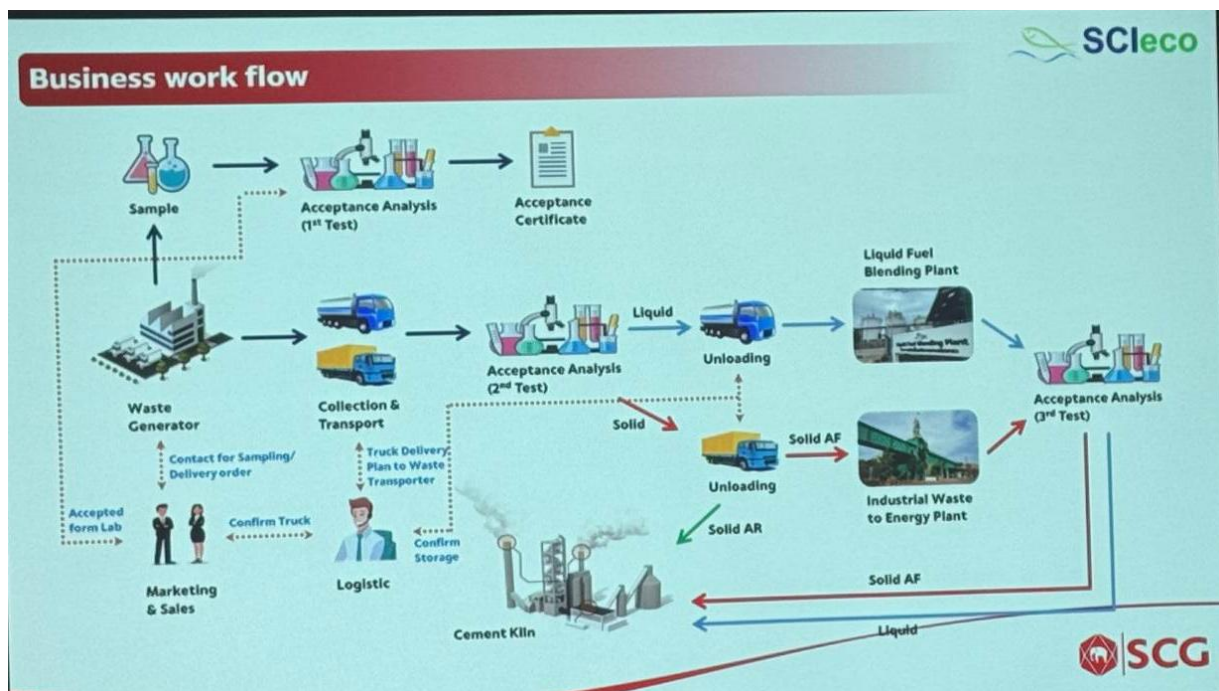 SCIeco
Business work flow
Sample
Acceptance Analysis
(1st Test)
Acceptance
Certificate
Liquid Fuel
Blending Plant
Liquid
Unloading
Acceptance Analysis
(2nd Test)
Acceptance Analysis
(3rd Test)
Waste
Generator
Collection &
Transport
Solid
Solid AF
Unloading
Industrial Waste
to Energy Plant
Contact for Sampling/
Delivery order
Truck Delivery
Plan to Waste
Transporter
Accepted
form Lab
Confirm Truck
Confirm
Storage
Solid AR
Marketing
& Sales
Logistic
Cement Kiln
Solid AF
Liquid
SCG